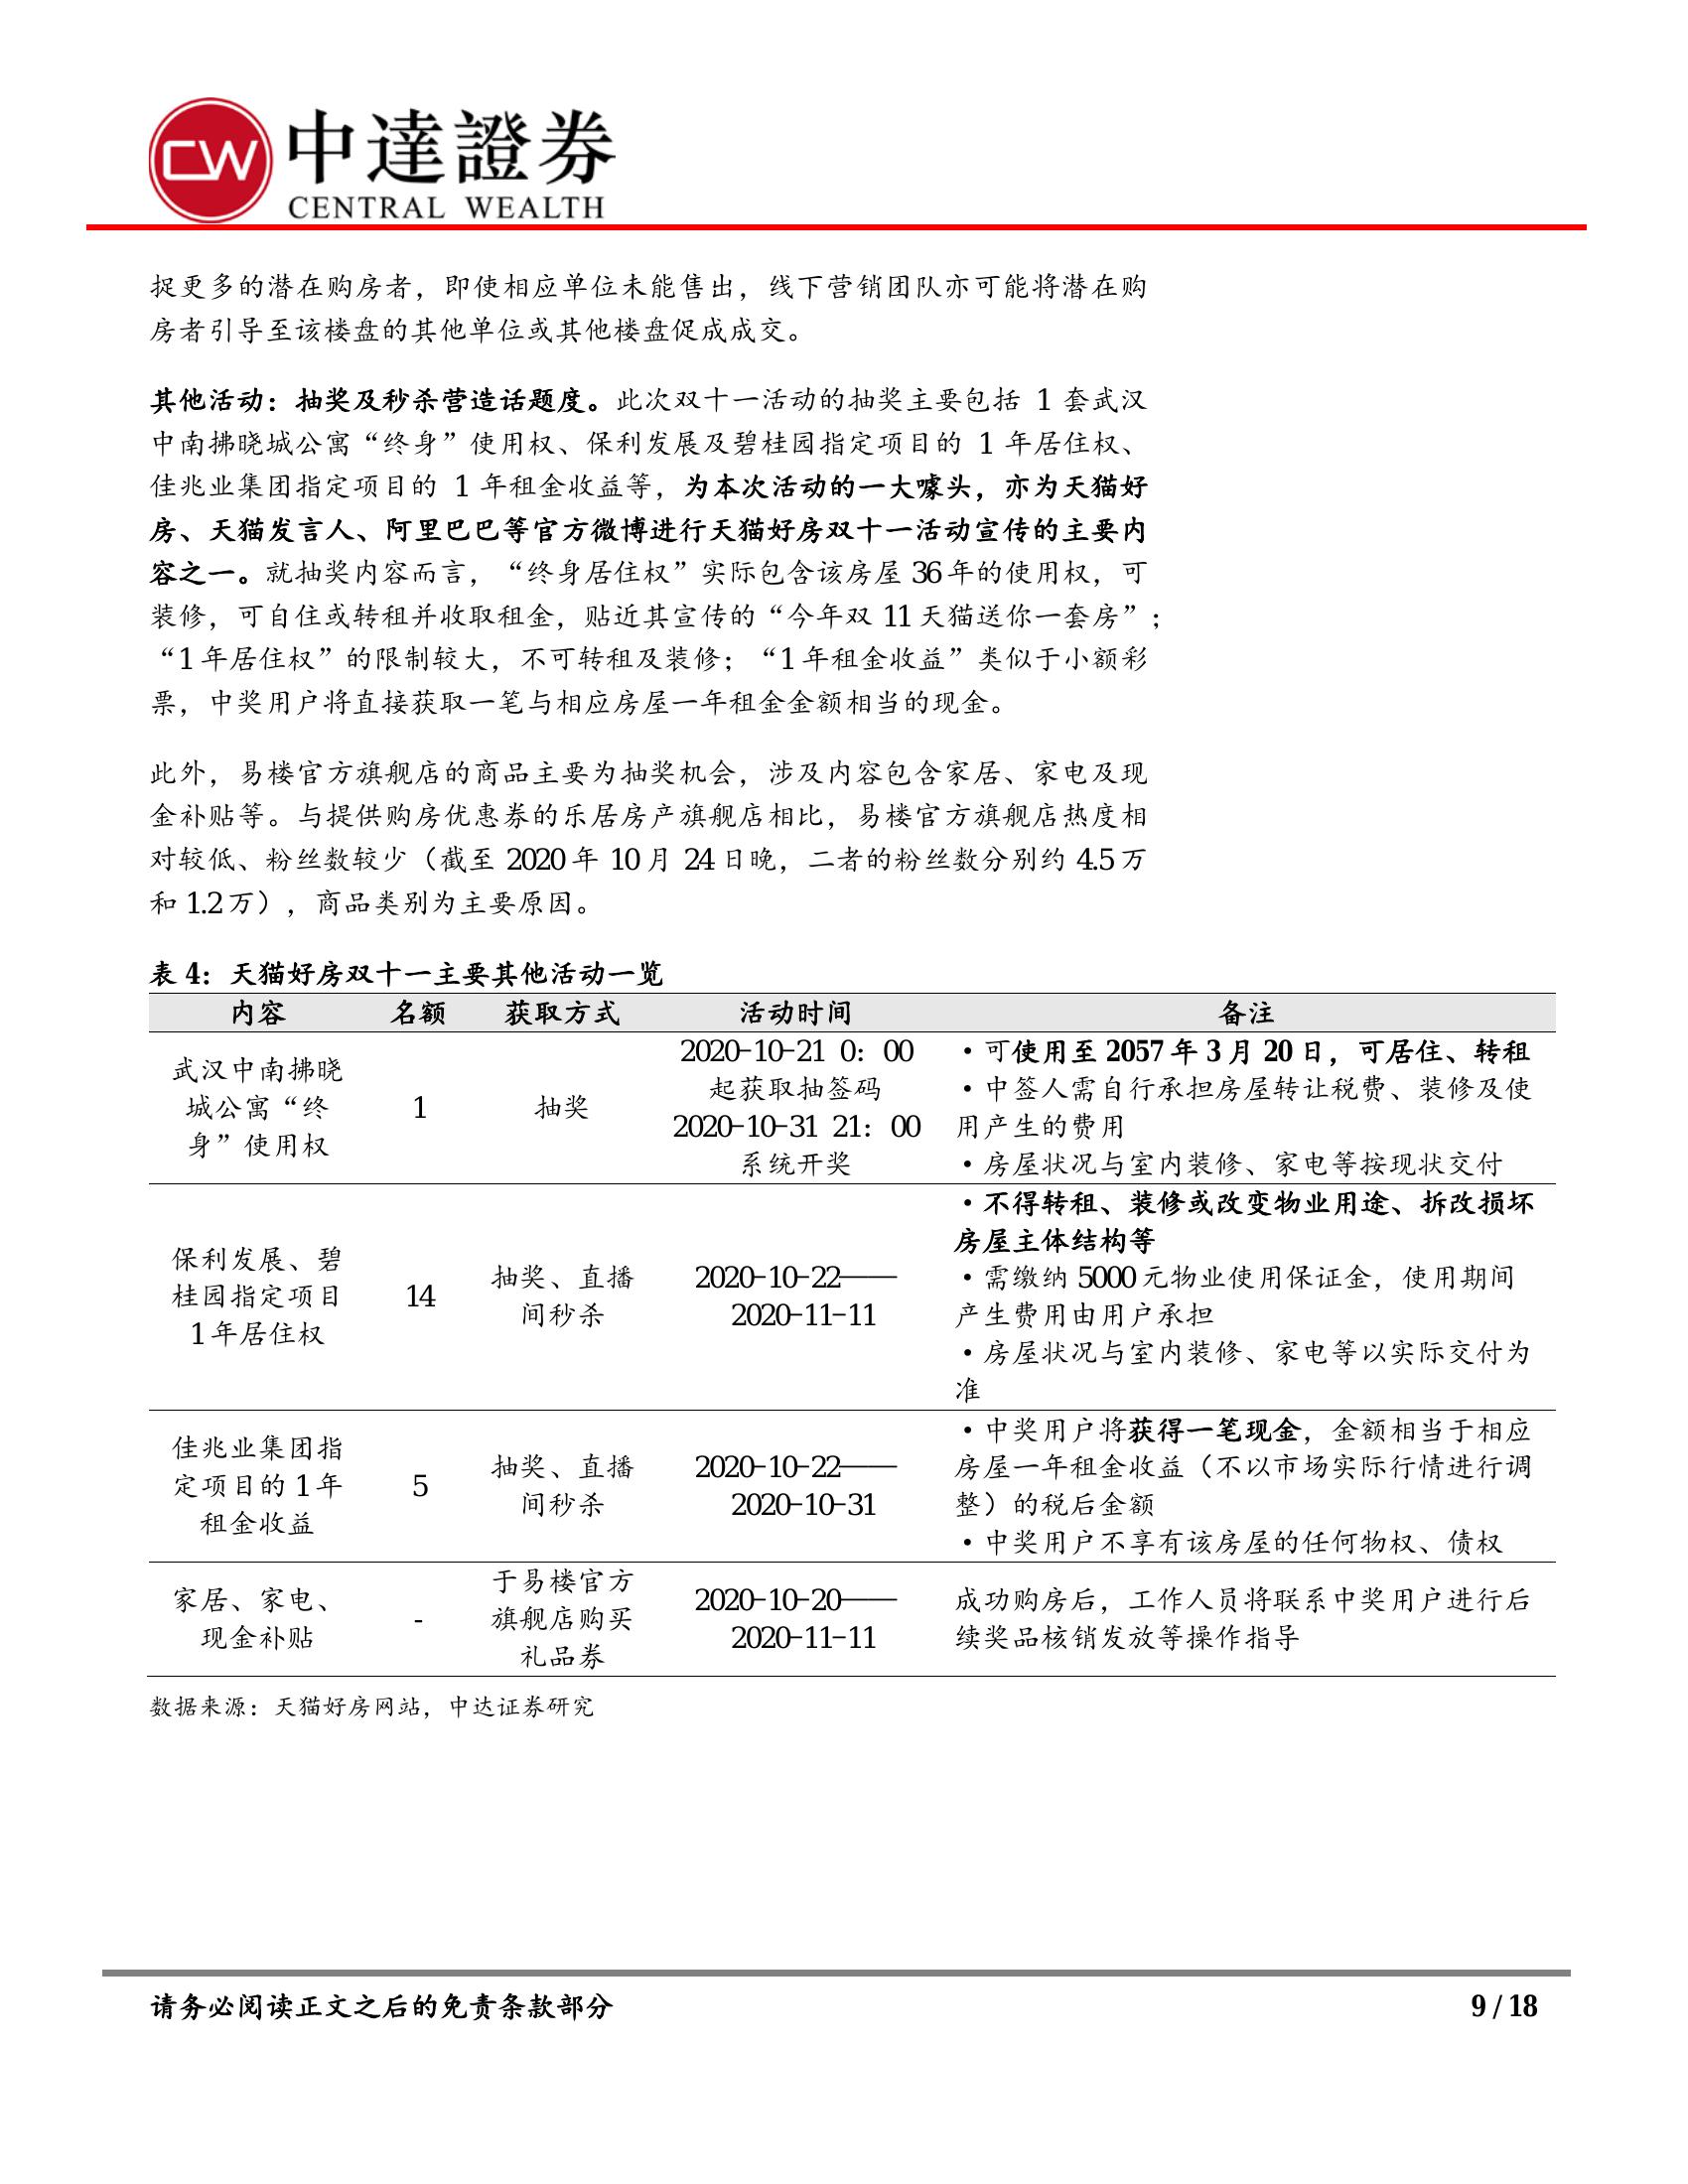 CW 中達證券
CENTRAL WEALTH
捉更多的潜在购房者，即使相应单位未能售出，线下营销团队亦可能将潜在购
房者引导至该楼盘的其他单位或其他楼盘促成成交。
其他活动：抽奖及秒杀营造话题度。此次双十一活动的抽奖主要包括 1 套武汉
中南拂晓城公寓“终身”使用权、保利发展及碧桂园指定项目的 1 年居住权、
佳兆业集团指定项目的 1 年租金收益等，为本次活动的一大噱头，亦为天猫好
房、天猫发言人、阿里巴巴等官方微博进行天猫好房双十一活动宣传的主要内
容之一。就抽奖内容而言，“终身居住权”实际包含该房屋 36 年的使用权，可
装修，可自住或转租并收取租金，贴近其宣传的“今年双 11 天猫送你一套房”；
“1 年居住权”的限制较大，不可转租及装修；“1 年租金收益”类似于小额彩
票，中奖用户将直接获取一笔与相应房屋一年租金金额相当的现金。
此外，易楼官方旗舰店的商品主要为抽奖机会，涉及内容包含家居、家电及现
金补贴等。与提供购房优惠券的乐居房产旗舰店相比，易楼官方旗舰店热度相
对较低、粉丝数较少（截至 2020 年 10 月 24 日晚，二者的粉丝数分别约 4.5 万
和 1.2 万），商品类别为主要原因。
表 4：天猫好房双十一主要其他活动一览
内容 名额 获取方式 活动时间 备注
武汉中南拂晓
城公寓“终
身”使用权
1
抽奖
2020-10-21 0：00
起获取抽签码
2020-10-31 21：00
系统开奖
·可使用至 2057 年 3 月 20 日，可居住、转租
·中签人需自行承担房屋转让税费、装修及使
用产生的费用
·房屋状况与室内装修、家电等按现状交付
保利发展、碧
桂园指定项目
1 年居住权
14
抽奖、直播
间秒杀
2020-10-22——
2020-11-11
·不得转租、装修或改变物业用途、拆改损坏
房屋主体结构等
·需缴纳 5000 元物业使用保证金，使用期间
产生费用由用户承担
·房屋状况与室内装修、家电等以实际交付为
准
佳兆业集团指
定项目的 1 年
租金收益
5
抽奖、直播
间秒杀
2020-10-22——
2020-10-31
·中奖用户将获得一笔现金，金额相当于相应
房屋一年租金收益（不以市场实际行情进行调
整）的税后金额
·中奖用户不享有该房屋的任何物权、债权
家居、家电、
现金补贴
-
于易楼官方
旗舰店购买
礼品券
2020-10-20——
2020-11-11
成功购房后，工作人员将联系中奖用户进行后
续奖品核销发放等操作指导
数据来源：天猫好房网站，中达证券研究
请务必阅读正文之后的免责条款部分
9 / 18